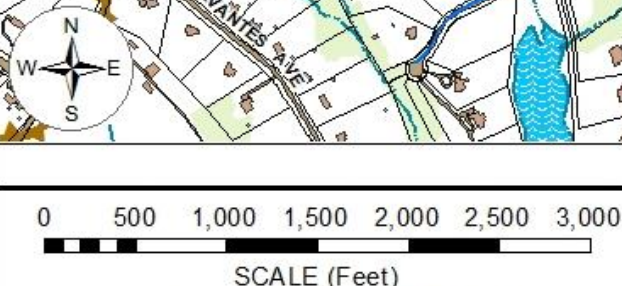 N
W E
S
VANTES AVE
0 500 1,000 1,500 2,000 2,500 3,000
SCALE (Feet)